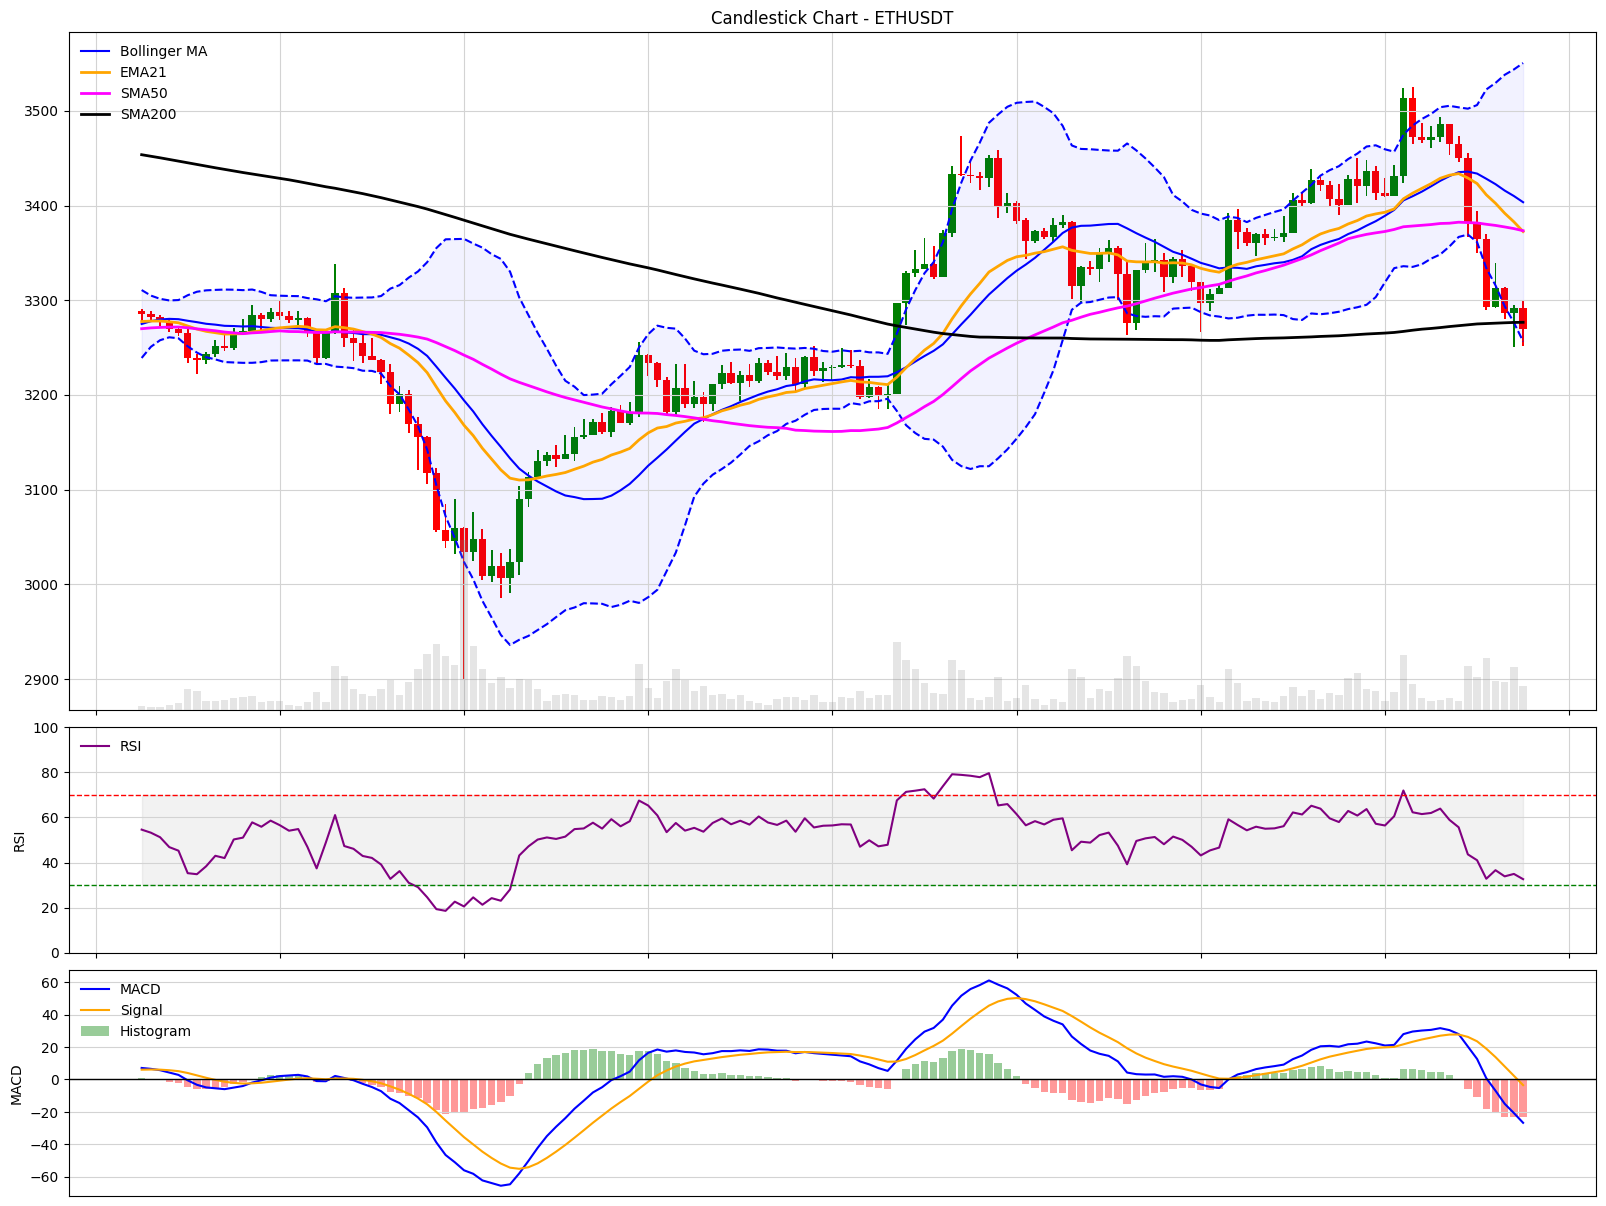 Candlestick Chart - ETHUSDT
Bollinger MA
EMA21
SMA50
SMA200
3500
3400
3300
3200
3100
3000
2900
100
80
60
40
20
0
RSI
RSI
60
40
20
0
−20
−40
−60
MACD
MACD
Signal
Histogram